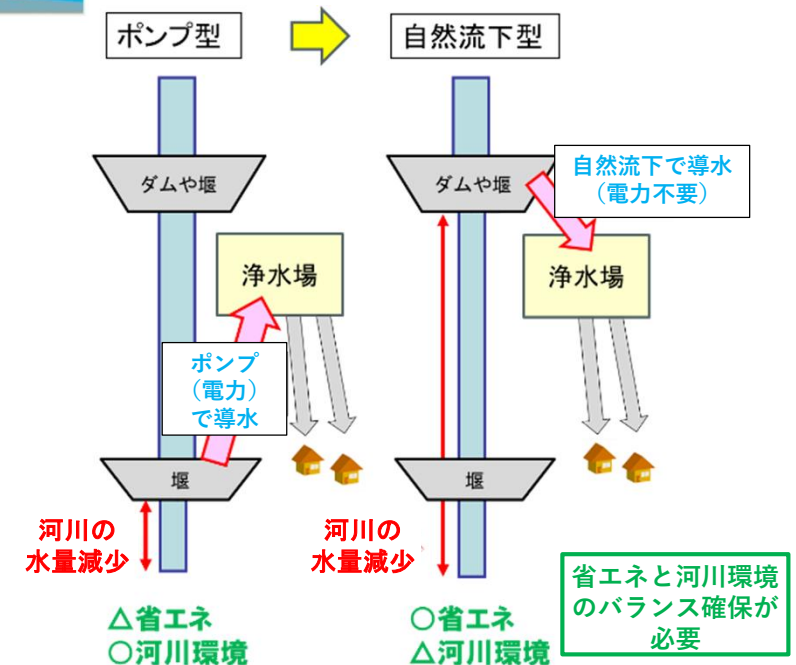 ポンプ型
自然流下型
ダムや堰
浄水場
ポンプ
（電力）
で導水
堰
河川の
水量減少
△省エネ
○河川環境
ダムや堰
自然流下で導水
（電力不要）
浄水場
堰
河川の
水量減少
○省エネ
△河川環境
省エネと河川環境
のバランス確保が
必要